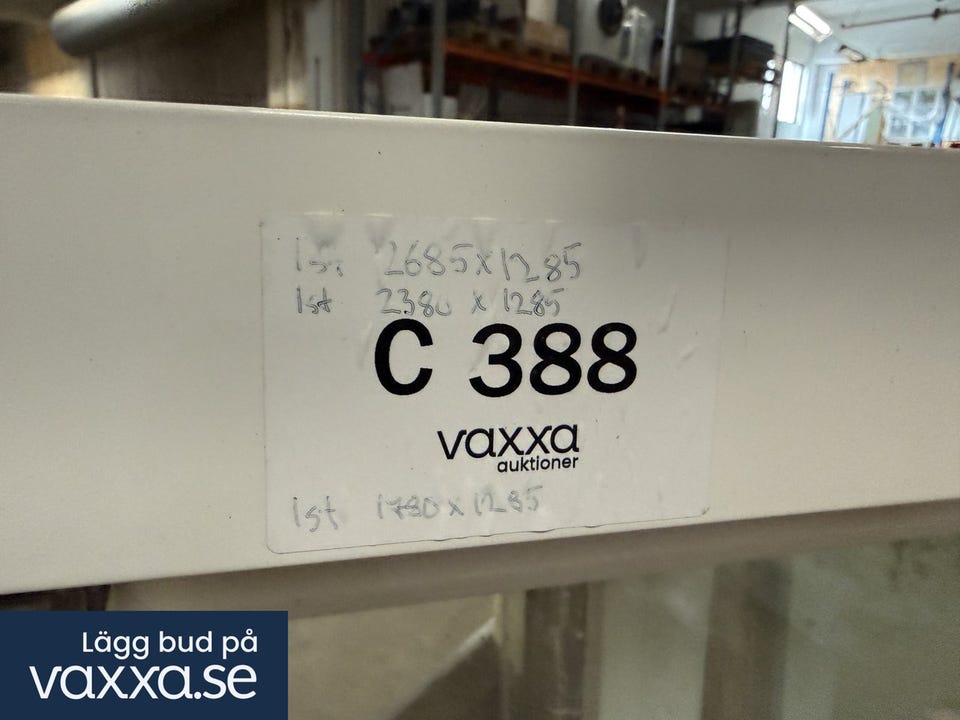 1st 2685x1285
1st 2380 x 1285
C 388
vaxxa
auktioner
1st 1780 x 1285
Lägg bud på
vaxxa.se